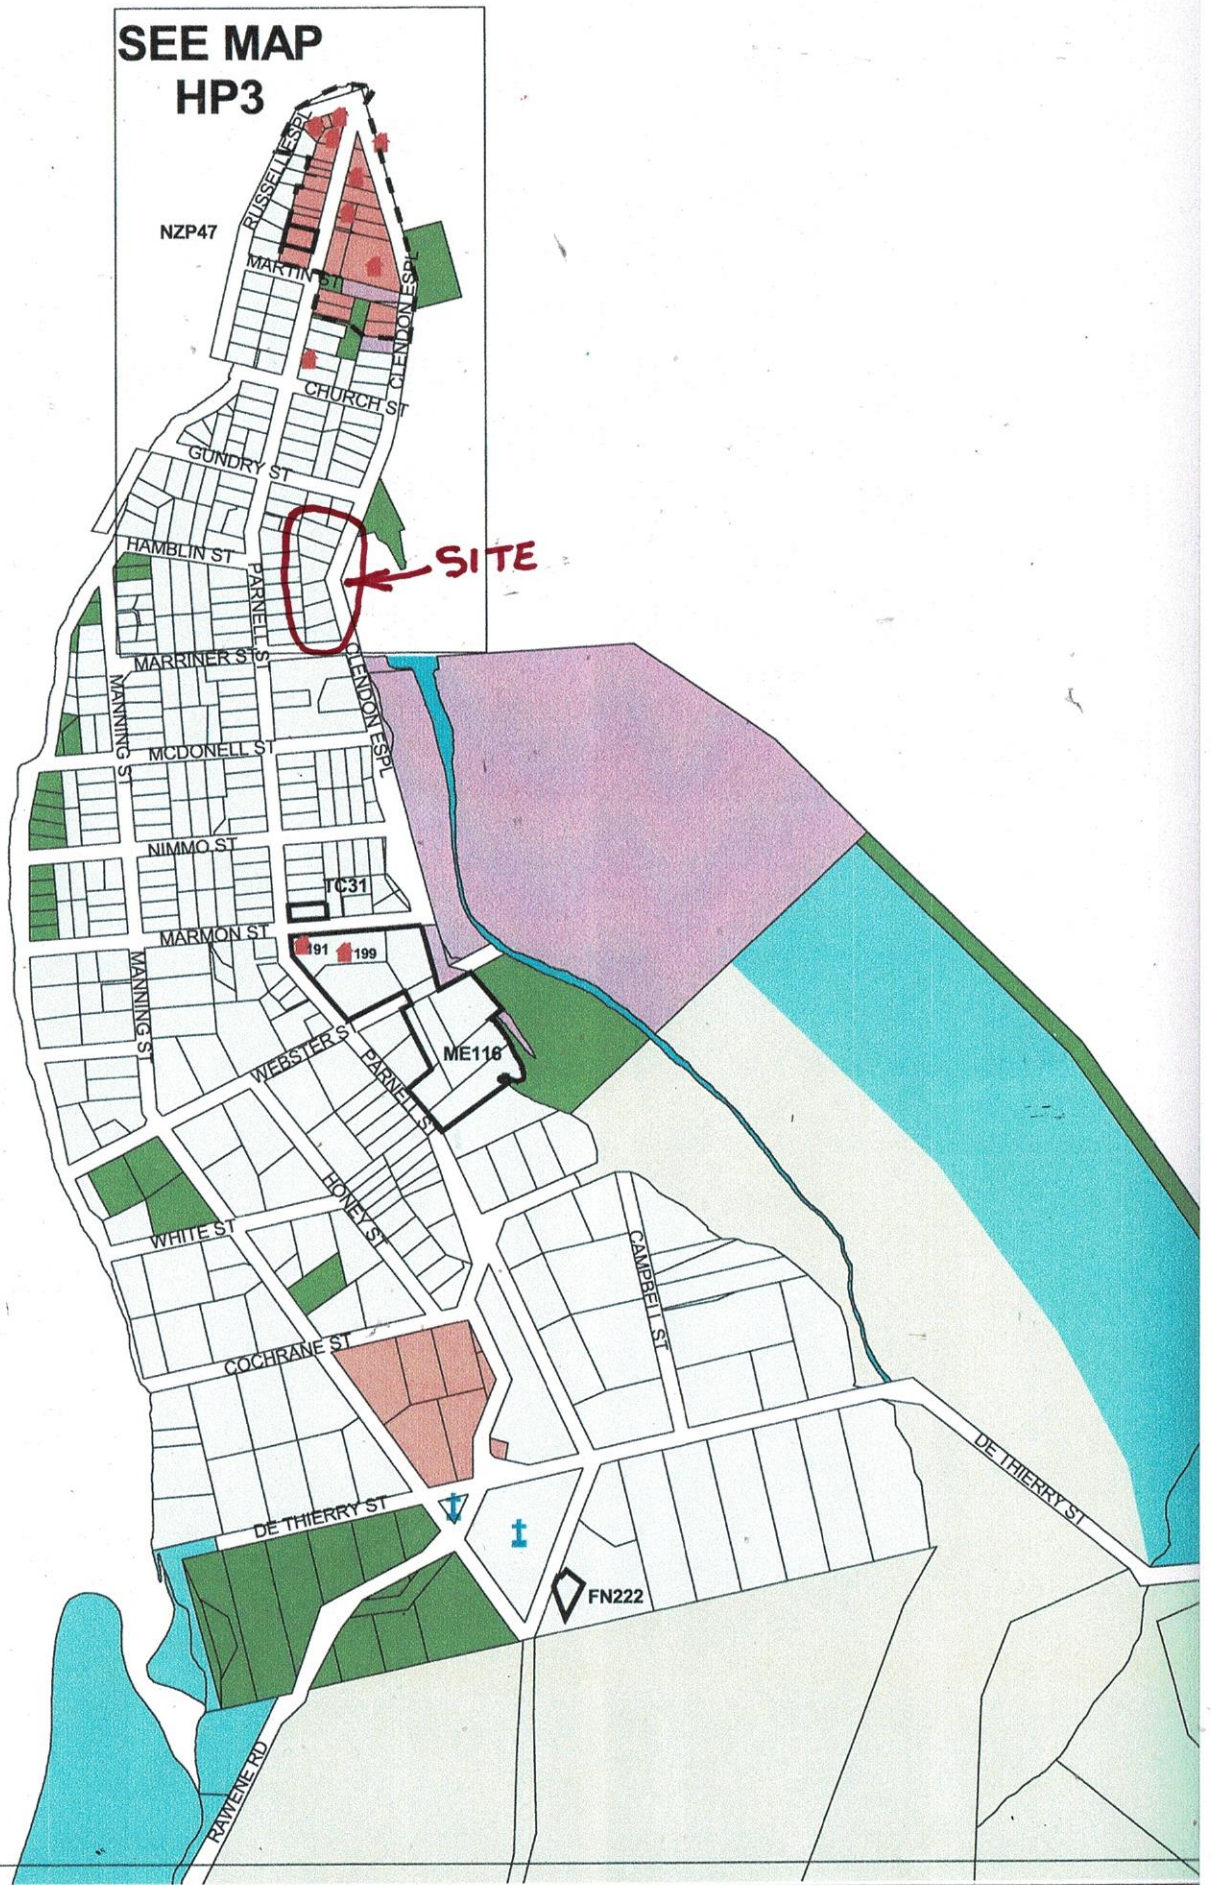 SEE MAP
HP3
RUSSELL ESPL
NZP47
MARTIN ST
CLENDON ESPL
CHURCH ST
GUNDRY ST
HAMBLIN ST
SITE
PARNELL ST
MARRINER ST
CLENDON ESPL
MANNING S
MCDONELL ST
NIMMO ST
TC31
MARMON ST
191
199
MANNING ST
WEBSTER S
PARNELL ST
ME116
HONEY ST
WHITE ST
CAMPBELL ST
COCHRANE ST
DE THIERRY ST
DE THIERRY ST
FN222
RAWENE RD